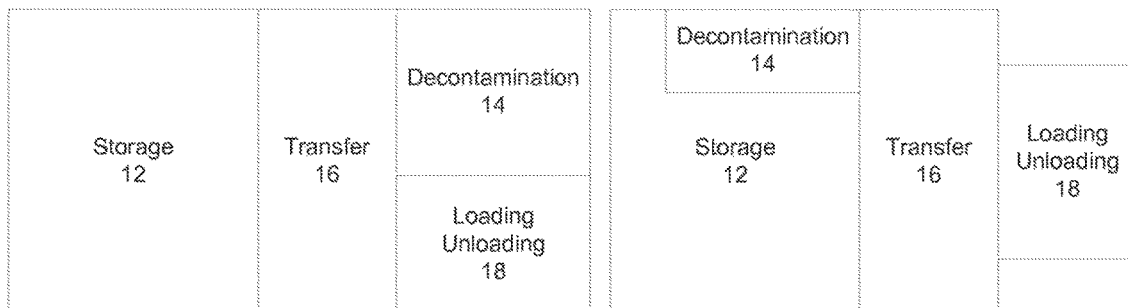 Decontamination
14
Storage
12
Transfer
16
Loading
Unloading
18
Decontamination
14
Storage
12
Transfer
16
Loading
Unloading
18